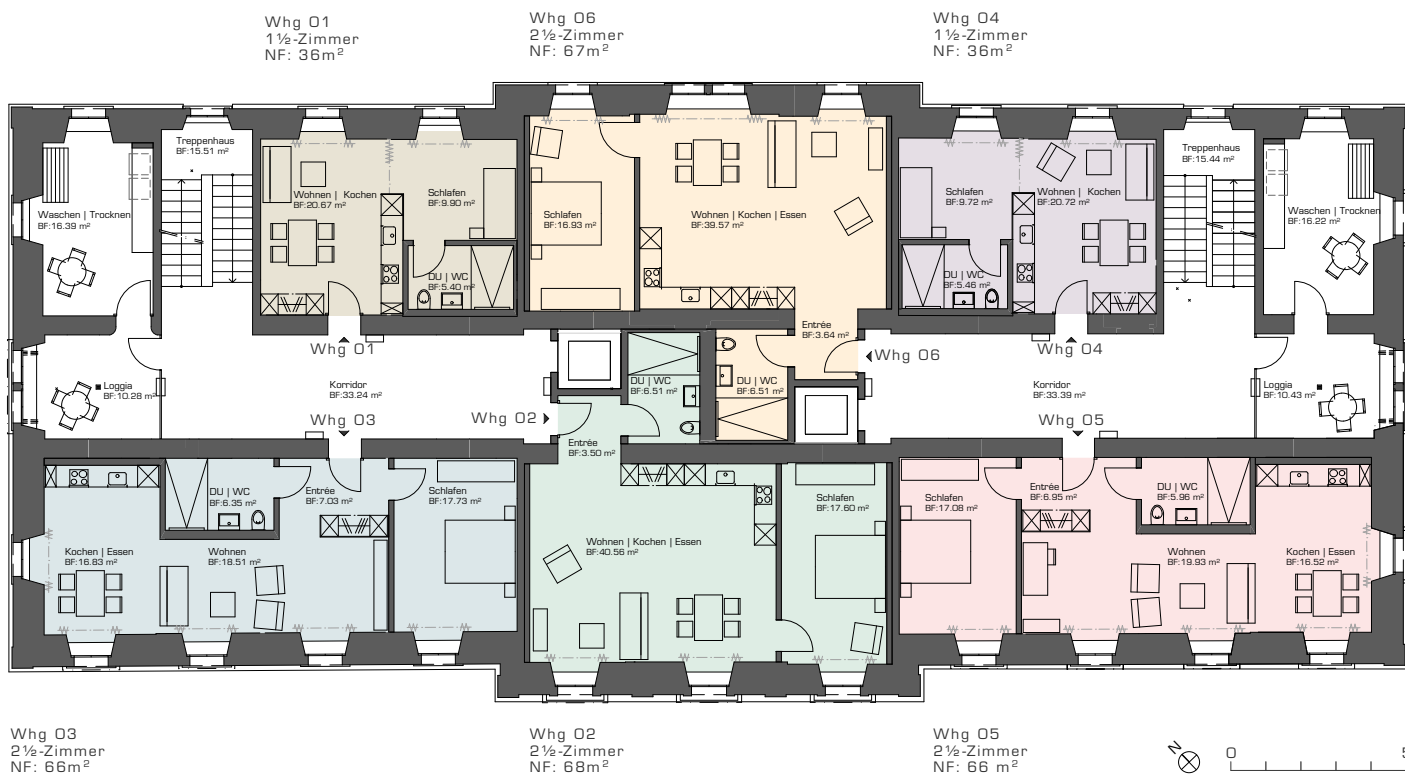 Whg 01
1½-Zimmer
NF: 36m²
Whg 06
2½-Zimmer
NF: 67m²
Whg 04
1½-Zimmer
NF: 36m²
Treppenhaus
BF:15.51 m²
Waschen | Trocknen
BF:16.39 m²
Wohnen | Kochen
BF:20.67 m²
Schlafen
BF:9.90 m²
DU | WC
BF:5.40 m²
Schlafen
BF:16.93 m²
Wohnen | Kochen | Essen
BF:39.57 m²
Schlafen
BF:9.72 m²
Wohnen | Kochen
BF:20.72 m²
DU | WC
BF:5.46 m²
Treppenhaus
BF:15.44 m²
Waschen | Trocknen
BF:16.22 m²
Whg 01
Entrée
BF:3.64 m²
Whg 06
Whg 04
Loggia
BF:10.28 m²
Korridor
BF:33.24 m²
DU | WC
BF:6.51 m²
DU | WC
BF:6.51 m²
Korridor
BF:33.39 m²
Loggia
BF:10.43 m²
Whg 03
Whg 02
Whg 05
Entrée
BF:3.50 m²
DU | WC
BF:6.35 m²
Entrée
BF:7.03 m²
Schlafen
BF:17.73 m²
Kochen | Essen
BF:16.83 m²
Wohnen
BF:18.51 m²
Wohnen | Kochen | Essen
BF:40.56 m²
Schlafen
BF:17.60 m²
Schlafen
BF:17.08 m²
Entrée
BF:6.95 m²
DU | WC
BF:5.96 m²
Wohnen
BF:19.93 m²
Kochen | Essen
BF:16.52 m²
Whg 03
2½-Zimmer
NF: 66m²
Whg 02
2½-Zimmer
NF: 68m²
Whg 05
2½-Zimmer
NF: 66 m²
N
0
5